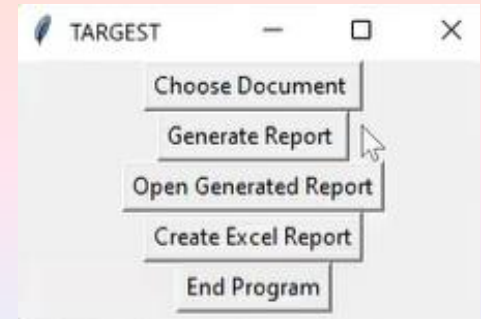 TARGEST
Choose Document
Generate Report
Open Generated Report
Create Excel Report
End Program